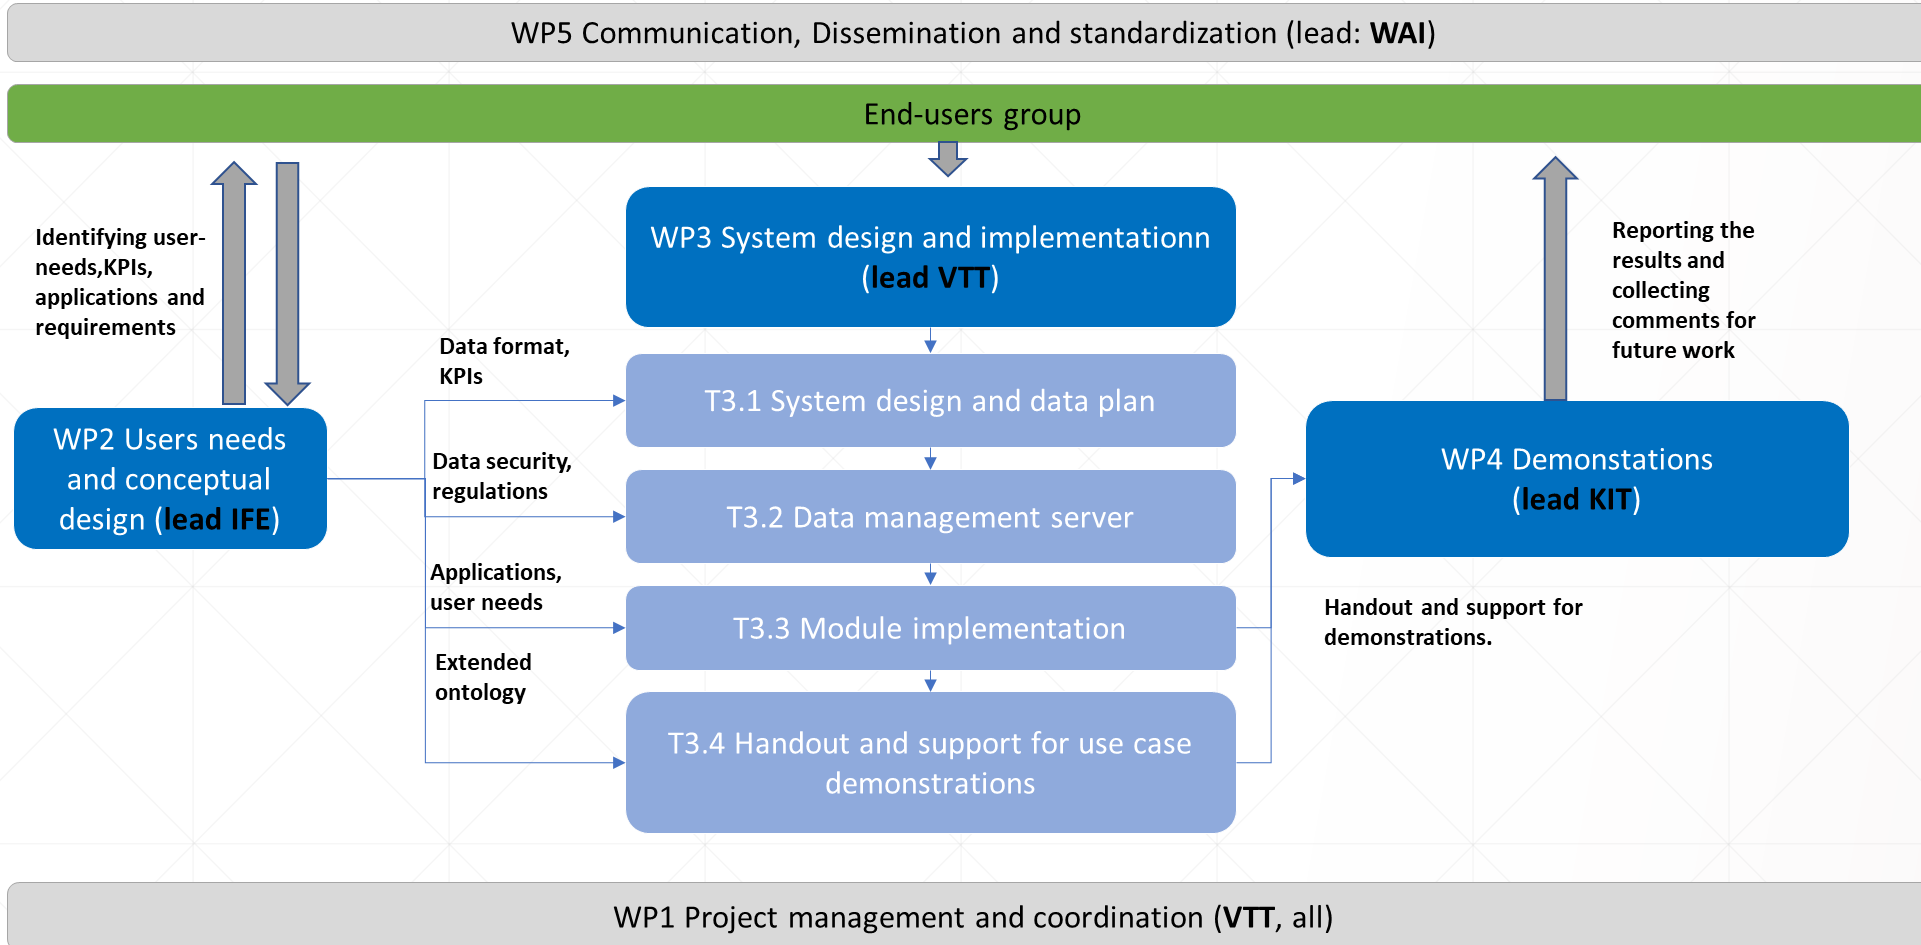 WP5 Communication, Dissemination and standardization (lead: WAI)
End-users group
Identifying user-
needs,KPIs,
applications and
requirements
WP3 System design and implementationn
(lead VTT)
Reporting the
results and
collecting
comments for
future work
Data format,
KPIs
T3.1 System design and data plan
WP2 Users needs
and conceptual
design (lead IFE)
Data security,
regulations
T3.2 Data management server
WP4 Demonstations
(lead KIT)
Applications,
user needs
T3.3 Module implementation
Handout and support for
demonstrations.
Extended
ontology
T3.4 Handout and support for use case
demonstrations
WP1 Project management and coordination (VTT, all)